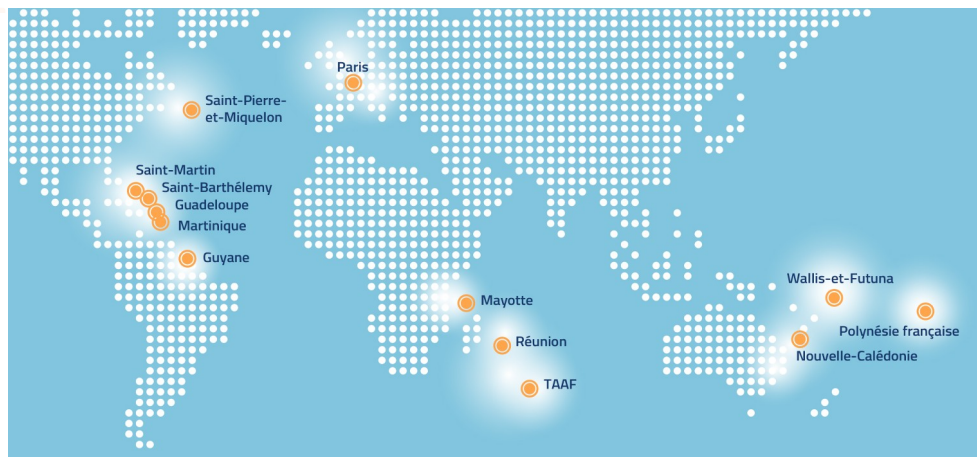 Paris
Saint-Pierre-
et-Miquelon
Saint-Martin
Saint-Barthélemy
Guadeloupe
Martinique
Guyane
Mayotte
Réunion
TAAF
Wallis-et-Futuna
Polynésie française
Nouvelle-Calédonie